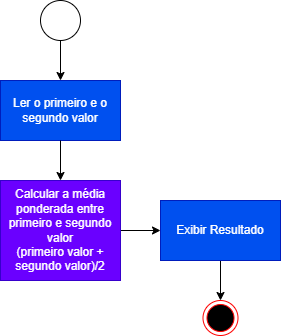 Ler o primeiro e o
segundo valor
Calcular a média
ponderada entre
primeiro e segundo
valor
(primeiro valor +
segundo valor)/2
Exibir Resultado